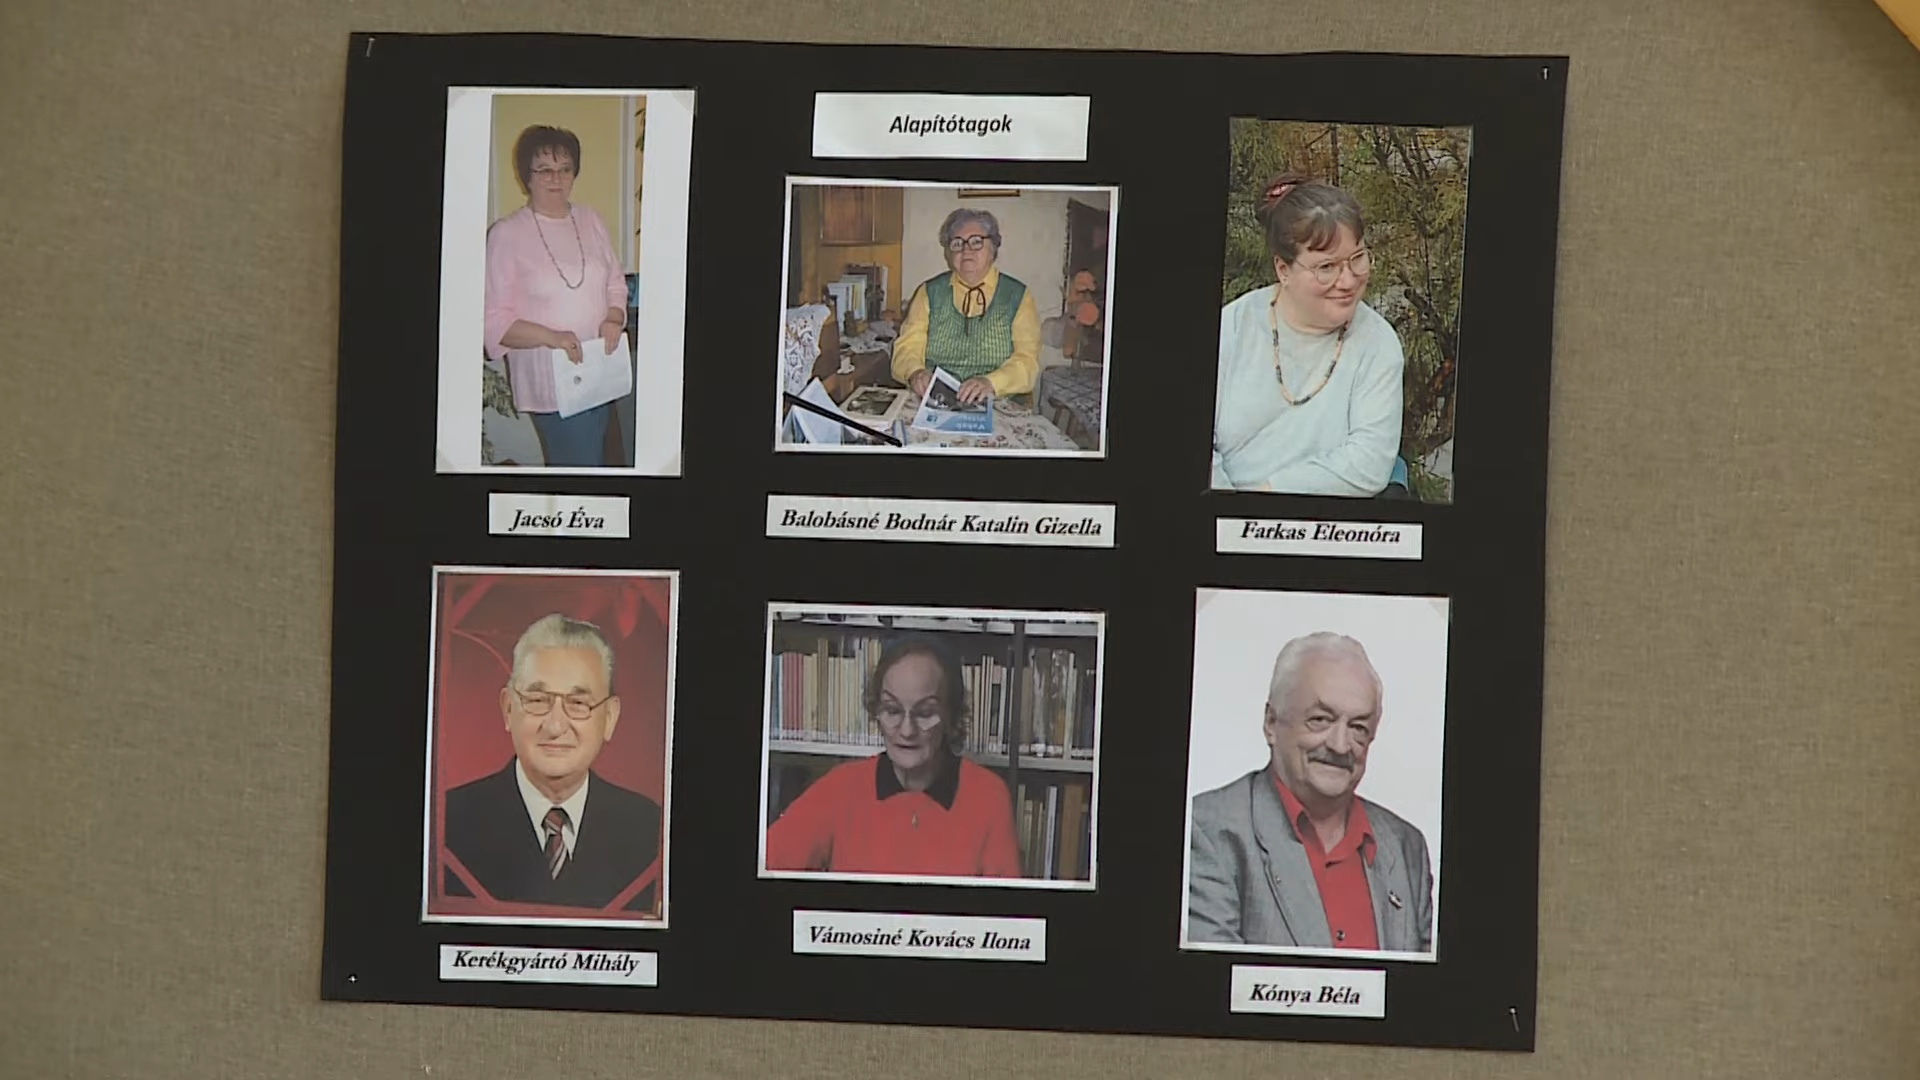 Alapítótagok
Jacsó Éva
Balobásné Bodnár Katalin Gizella
Farkas Eleonóra
Kerékgyártó Mihály
Vámosiné Kovács Ilona
Kónya Béla